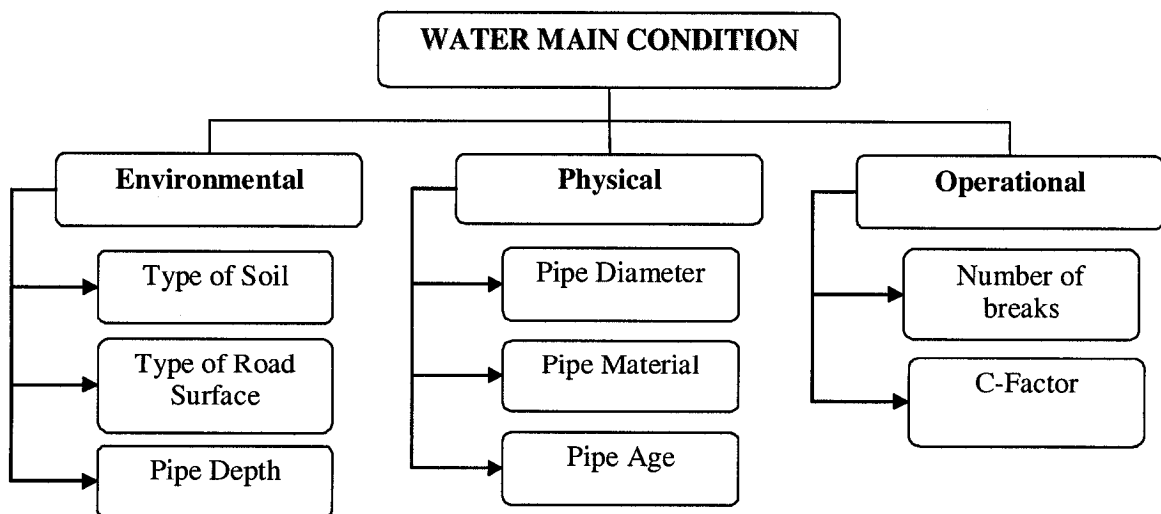 WATER MAIN CONDITION
Environmental
Type of Soil
Type of Road
Surface
Pipe Depth
Physical
Pipe Diameter
Pipe Material
Pipe Age
Operational
Number of
breaks
C-Factor